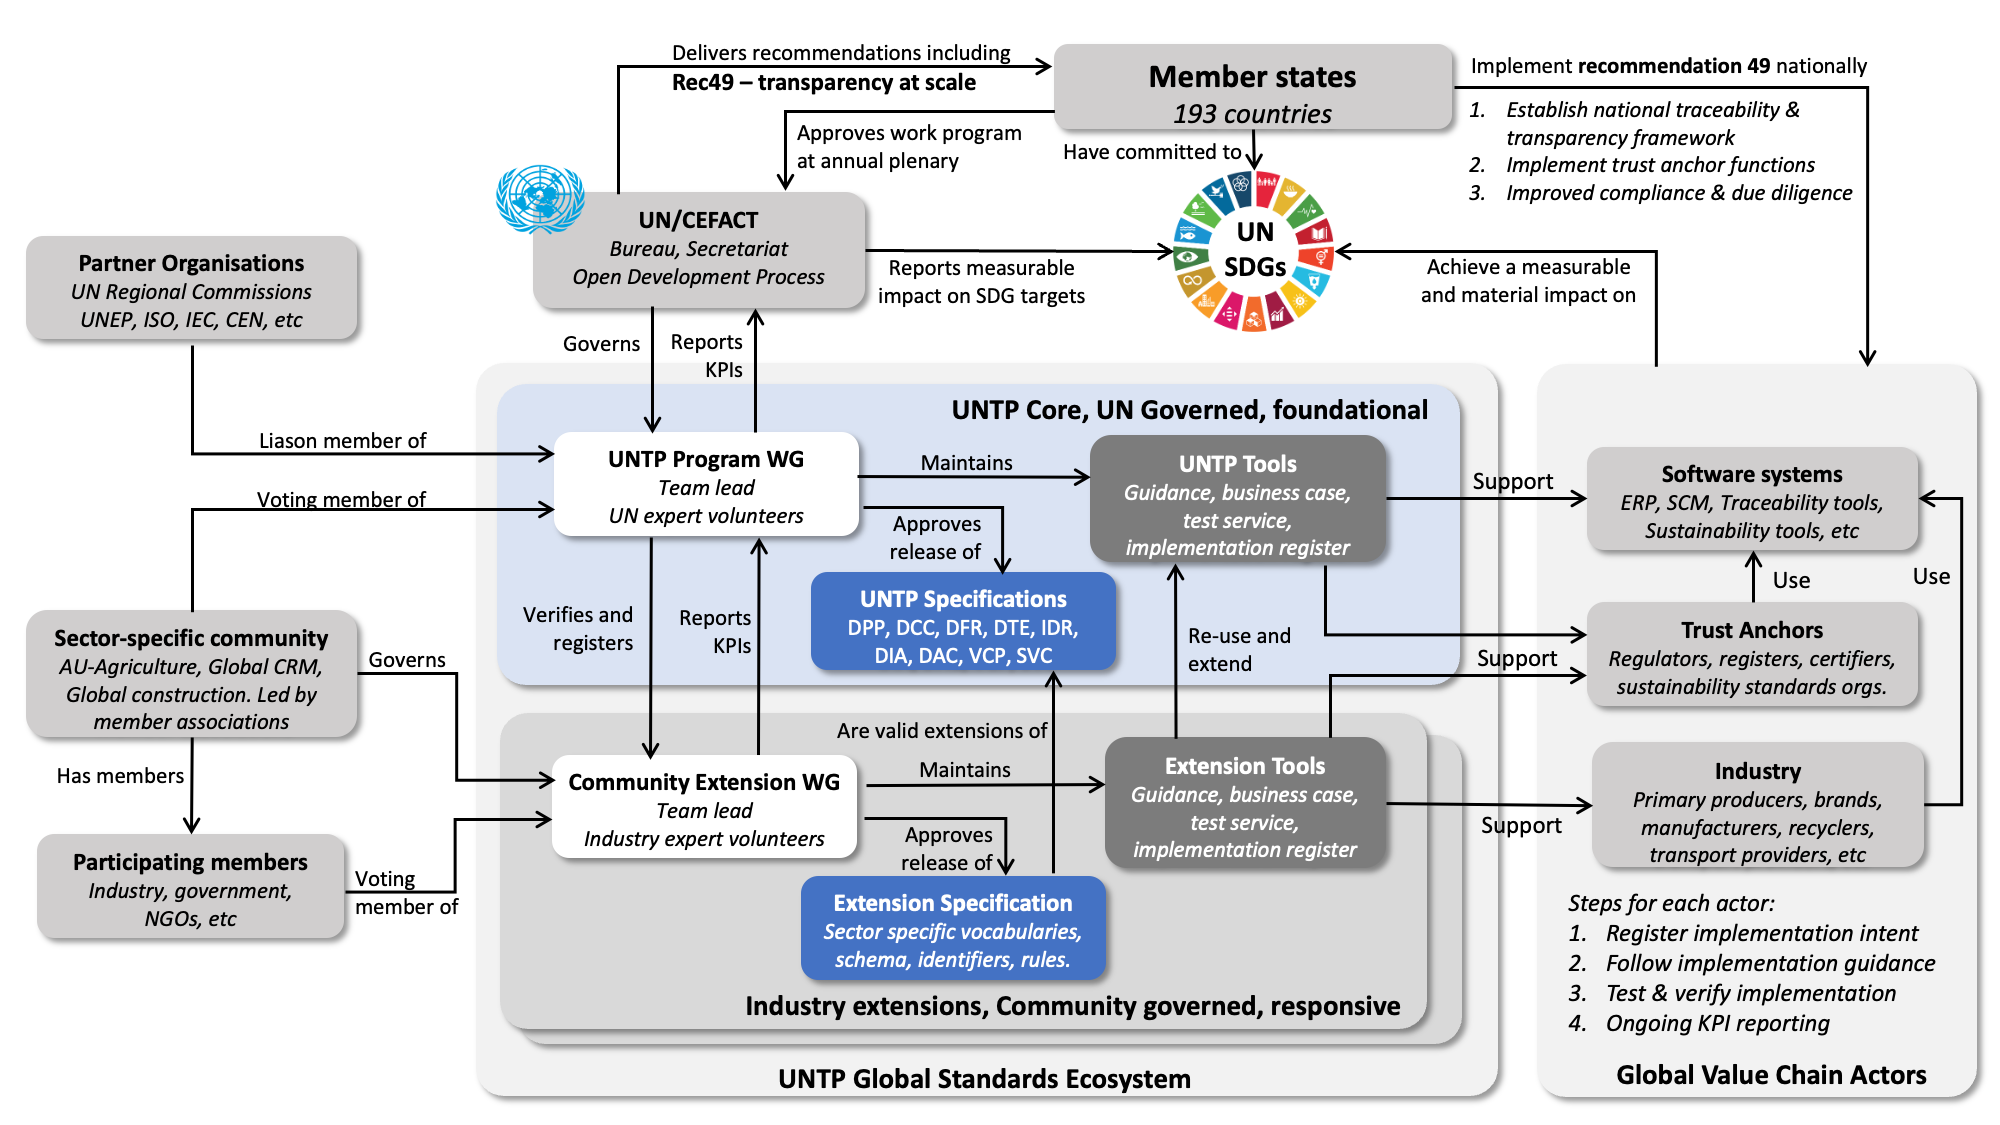 Delivers recommendations including
Rec49 – transparency at scale
Member states
193 countries
Implement recommendation 49 nationally
1. Establish national traceability &
transparency framework
2. Implement trust anchor functions
3. Improved compliance & due diligence
Approves work program
at annual plenary
Have committed to
UN/CEFACT
Bureau, Secretariat
Open Development Process
UN
SDGs
Reports measurable
impact on SDG targets
Achieve a measurable
and material impact on
Partner Organisations
UN Regional Commissions
UNEP, ISO, IEC, CEN, etc
Governs
Reports
KPIs
UNTP Core, UN Governed, foundational
Liason member of
Voting member of
UNTP Program WG
Team lead
UN expert volunteers
Maintains
Approves
release of
UNTP Tools
Guidance, business case,
test service,
implementation register
Support
Software systems
ERP, SCM, Traceability tools,
Sustainability tools, etc
Use
Use
UNTP Specifications
DPP, DCC, DFR, DTE, IDR,
DIA, DAC, VCP, SVC
Verifies and
registers
Reports
KPIs
Re-use and
extend
Support
Trust Anchors
Regulators, registers, certifiers,
sustainability standards orgs.
Sector-specific community
AU-Agriculture, Global CRM,
Global construction. Led by
member associations
Governs
Has members
Are valid extensions of
Community Extension WG
Team lead
Industry expert volunteers
Maintains
Approves
release of
Extension Tools
Guidance, business case,
test service,
implementation register
Support
Industry
Primary producers, brands,
manufacturers, recyclers,
transport providers, etc
Participating members
Industry, government,
NGOs, etc
Voting
member of
Extension Specification
Sector specific vocabularies,
schema, identifiers, rules.
Industry extensions, Community governed, responsive
UNTP Global Standards Ecosystem
Steps for each actor:
1. Register implementation intent
2. Follow implementation guidance
3. Test & verify implementation
4. Ongoing KPI reporting
Global Value Chain Actors